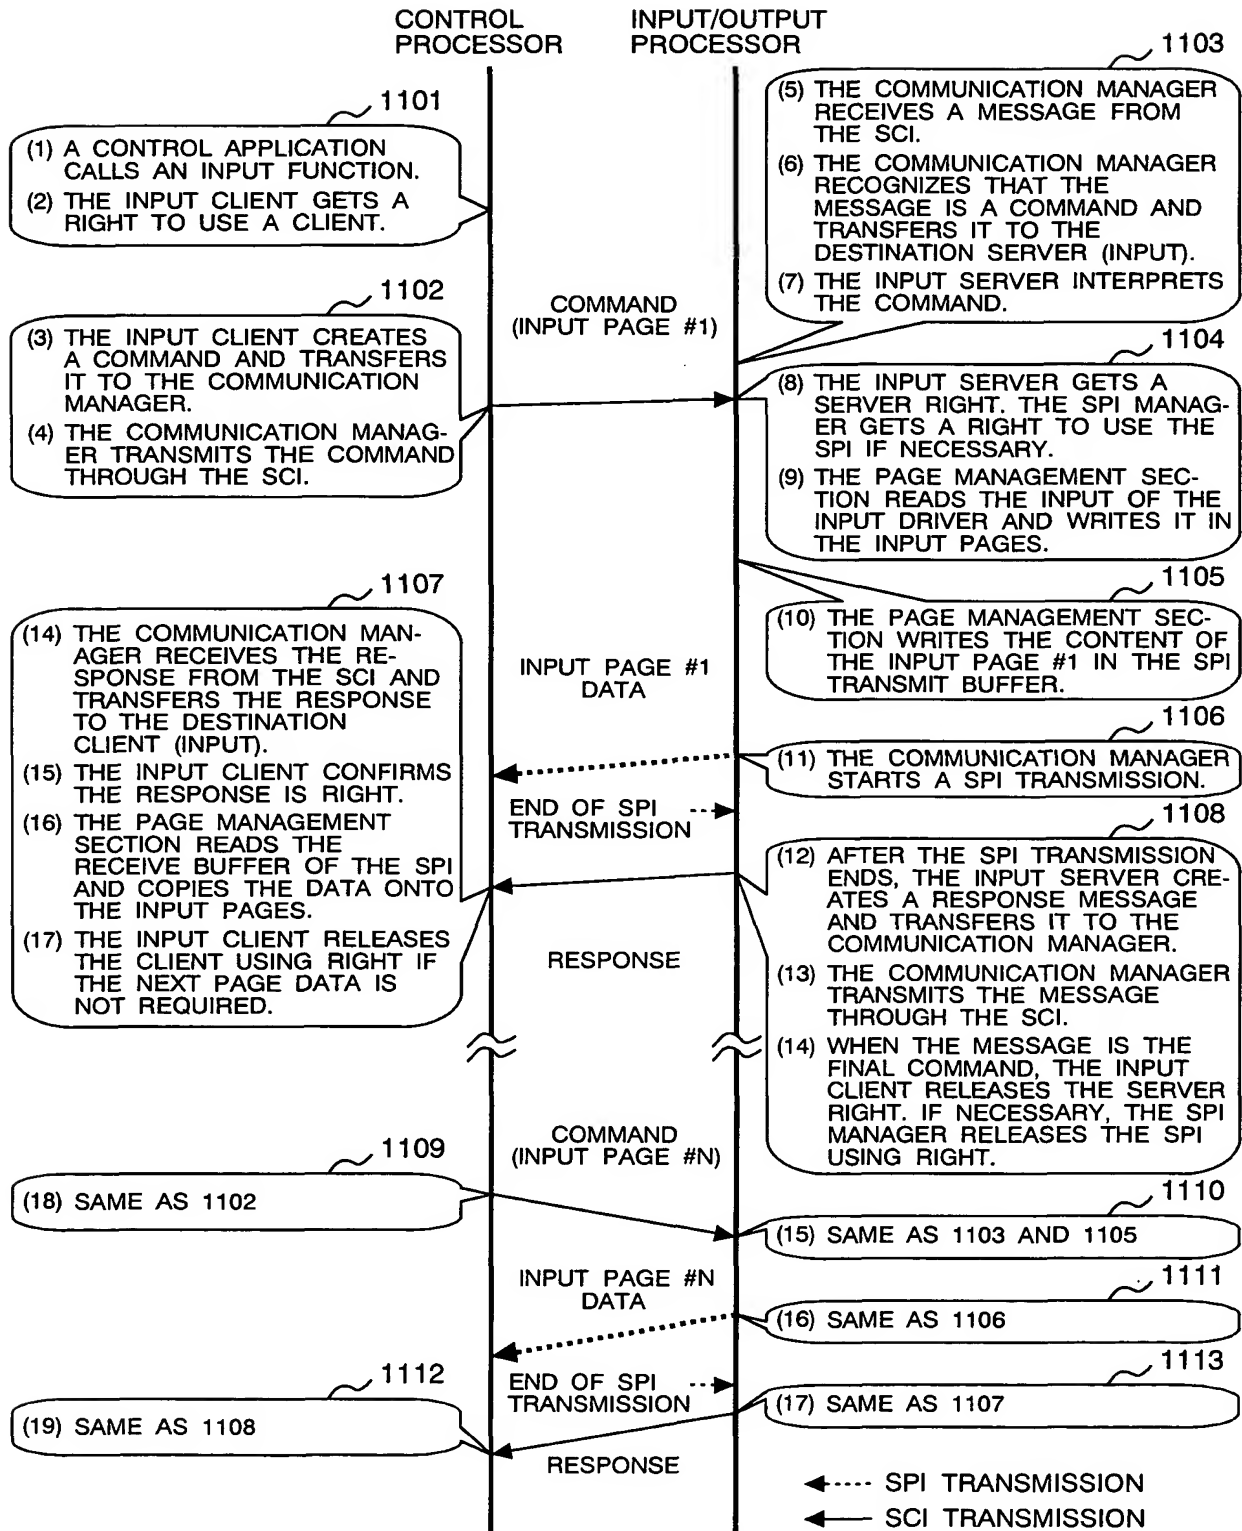 CONTROL
PROCESSOR
INPUT/OUTPUT
PROCESSOR
1101
(1) A CONTROL APPLICATION
CALLS AN INPUT FUNCTION.
(2) THE INPUT CLIENT GETS A
RIGHT TO USE A CLIENT.
1102
(3) THE INPUT CLIENT CREATES
A COMMAND AND TRANSFERS
IT TO THE COMMUNICATION
MANAGER.
(4) THE COMMUNICATION MANAG-
ER TRANSMITS THE COMMAND
THROUGH THE SCI.
COMMAND
(INPUT PAGE #1)
1103
(5) THE COMMUNICATION MANAGER
RECEIVES A MESSAGE FROM
THE SCI.
(6) THE COMMUNICATION MANAGER
RECOGNIZES THAT THE
MESSAGE IS A COMMAND AND
TRANSFERS IT TO THE
DESTINATION SERVER (INPUT).
(7) THE INPUT SERVER INTERPRETS
THE COMMAND.
1104
(8) THE INPUT SERVER GETS A
SERVER RIGHT. THE SPI MANAG-
ER GETS A RIGHT TO USE THE
SPI IF NECESSARY.
(9) THE PAGE MANAGEMENT SEC-
TION READS THE INPUT OF THE
INPUT DRIVER AND WRITES IT IN
THE INPUT PAGES.
1105
(10) THE PAGE MANAGEMENT SEC-
TION WRITES THE CONTENT OF
THE INPUT PAGE #1 IN THE SPI
TRANSMIT BUFFER.
INPUT PAGE #1
DATA
1106
(11) THE COMMUNICATION MANAGER
STARTS A SPI TRANSMISSION.
END OF SPI
TRANSMISSION
1107
(14) THE COMMUNICATION MAN-
AGER RECEIVES THE RE-
SPONSE FROM THE SCI AND
TRANSFERS THE RESPONSE
TO THE DESTINATION
CLIENT (INPUT).
(15) THE INPUT CLIENT CONFIRMS
THE RESPONSE IS RIGHT.
(16) THE PAGE MANAGEMENT
SECTION READS THE
RECEIVE BUFFER OF THE SPI
AND COPIES THE DATA ONTO
THE INPUT PAGES.
(17) THE INPUT CLIENT RELEASES
THE CLIENT USING RIGHT IF
THE NEXT PAGE DATA IS
NOT REQUIRED.
RESPONSE
1108
(12) AFTER THE SPI TRANSMISSION
ENDS, THE INPUT SERVER CRE-
ATES A RESPONSE MESSAGE
AND TRANSFERS IT TO THE
COMMUNICATION MANAGER.
(13) THE COMMUNICATION MANAGER
TRANSMITS THE MESSAGE
THROUGH THE SCI.
(14) WHEN THE MESSAGE IS THE
FINAL COMMAND, THE INPUT
CLIENT RELEASES THE SERVER
RIGHT. IF NECESSARY, THE SPI
MANAGER RELEASES THE SPI
USING RIGHT.
1109
(18) SAME AS 1102
COMMAND
(INPUT PAGE #N)
1110
(15) SAME AS 1103 AND 1105
INPUT PAGE #N
DATA
1111
(16) SAME AS 1106
END OF SPI
TRANSMISSION
1112
(19) SAME AS 1108
1113
(17) SAME AS 1107
RESPONSE
SPI TRANSMISSION
SCI TRANSMISSION